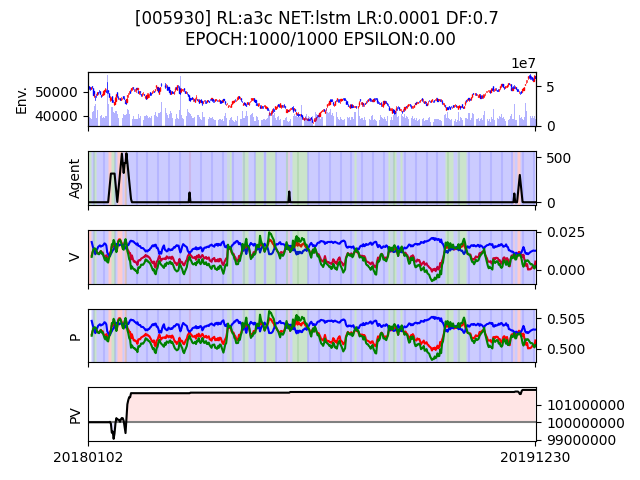 [005930] RL:a3c NET:lstm LR:0.0001 DF:0.7
EPOCH:1000/1000 EPSILON:0.00
1e7
Env.
50000
40000
5
0
Agent
500
0
V
0.025
0.000
P
0.505
0.500
PV
101000000
100000000
99000000
20180102
20191230